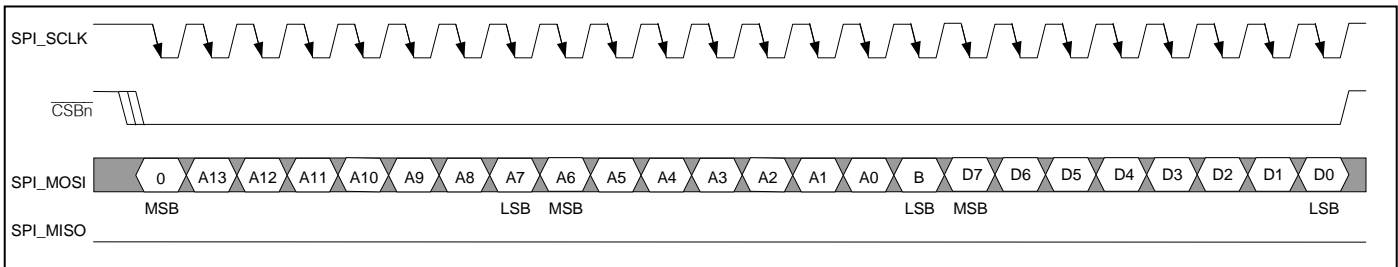 SPI_SCLK
CSBn
SPI_MOSI 0 A13 A12 A11 A10 A9 A8 A7 A6 A5 A4 A3 A2 A1 A0 B D7 D6 D5 D4 D3 D2 D1 D0
MSB LSB MSB LSB MSB LSB
SPI_MISO